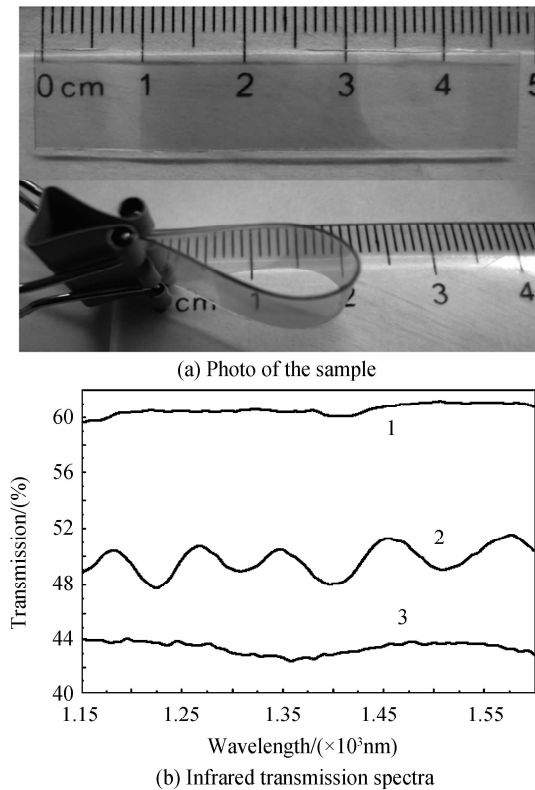 0 cm 1 2 3 4 5
cm 1 2 3 4
(a) Photo of the sample
60
56
52
48
44
40
1
2
3
Transmission/(%)
1.15 1.25 1.35 1.45 1.55
Wavelength/(×10³nm)
(b) Infrared transmission spectra